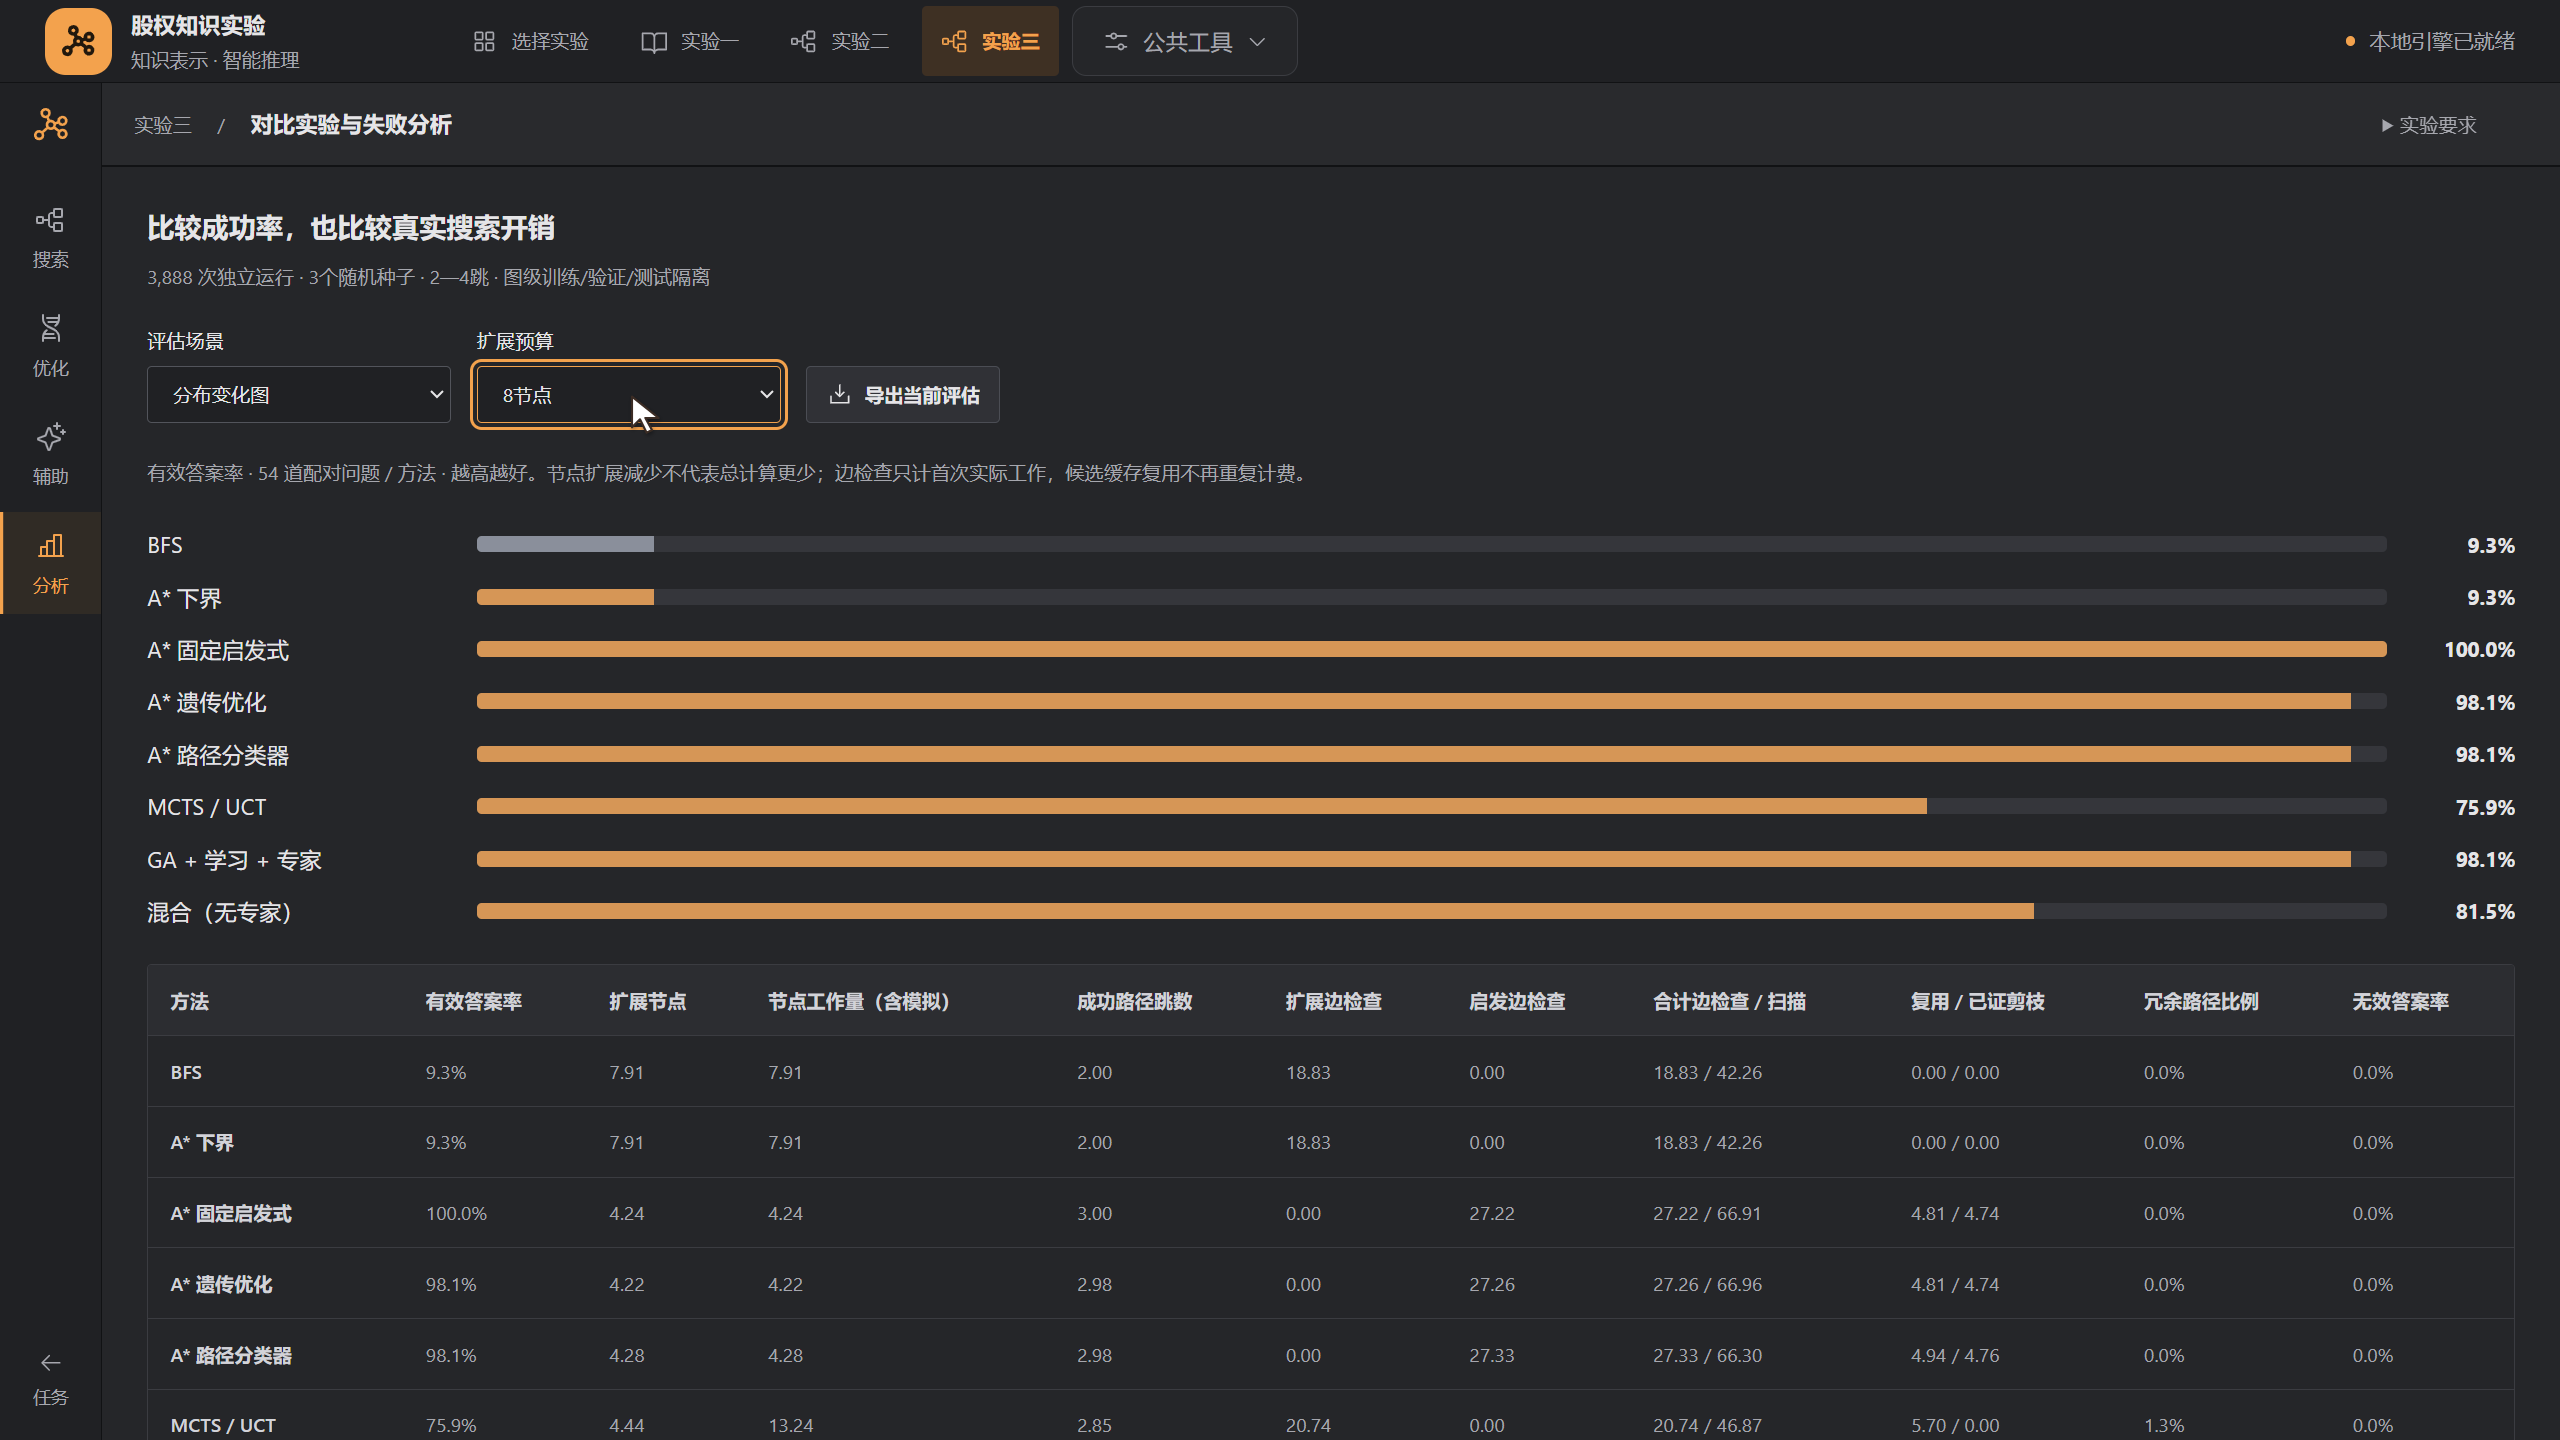 股权知识实验
知识表示 · 智能推理
选择实验
实验一
实验二
实验三
公共工具
本地引擎已就绪
实验三 / 对比实验与失败分析
▶ 实验要求
搜索
优化
辅助
分析
任务
比较成功率，也比较真实搜索开销
3,888 次独立运行 · 3个随机种子 · 2—4跳 · 图级训练/验证/测试隔离
评估场景
扩展预算
分布变化图
8节点
导出当前评估
有效答案率 · 54 道配对问题 / 方法 · 越高越好。节点扩展减少不代表总计算更少；边检查只计首次实际工作，候选缓存复用不再重复计费。
BFS 9.3%
A* 下界 9.3%
A* 固定启发式 100.0%
A* 遗传优化 98.1%
A* 路径分类器 98.1%
MCTS / UCT 75.9%
GA + 学习 + 专家 98.1%
混合（无专家） 81.5%
方法 有效答案率 扩展节点 节点工作量（含模拟） 成功路径跳数 扩展边检查 启发边检查 合计边检查 / 扫描 复用 / 已证剪枝 冗余路径比例 无效答案率
BFS 9.3% 7.91 7.91 2.00 18.83 0.00 18.83 / 42.26 0.00 / 0.00 0.0% 0.0%
A* 下界 9.3% 7.91 7.91 2.00 18.83 0.00 18.83 / 42.26 0.00 / 0.00 0.0% 0.0%
A* 固定启发式 100.0% 4.24 4.24 3.00 0.00 27.22 27.22 / 66.91 4.81 / 4.74 0.0% 0.0%
A* 遗传优化 98.1% 4.22 4.22 2.98 0.00 27.26 27.26 / 66.96 4.81 / 4.74 0.0% 0.0%
A* 路径分类器 98.1% 4.28 4.28 2.98 0.00 27.33 27.33 / 66.30 4.94 / 4.76 0.0% 0.0%
MCTS / UCT 75.9% 4.44 13.24 2.85 20.74 0.00 20.74 / 46.87 5.70 / 0.00 1.3% 0.0%